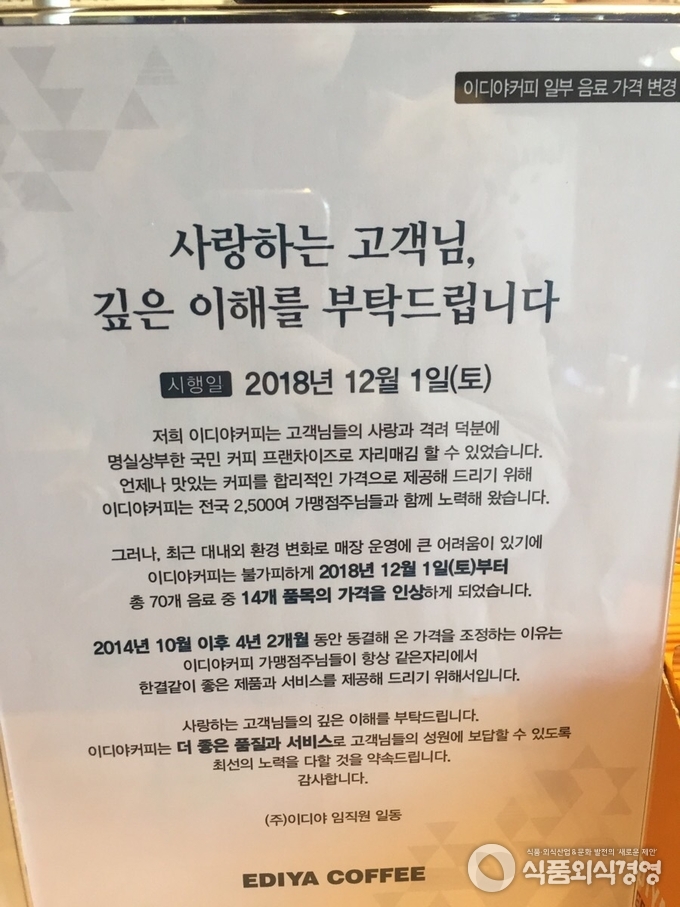 이디야커피 일부 음료 가격 변경
사랑하는 고객님,
깊은 이해를 부탁드립니다
시행일 2018년 12월 1일(토)
저희 이디야커피는 고객님들의 사랑과 격려 덕분에
명실상부한 국민 커피 프랜차이즈로 자리매김 할 수 있었습니다.
언제나 맛있는 커피를 합리적인 가격으로 제공해 드리기 위해
이디야커피는 전국 2,500여 가맹점주님들과 함께 노력해 왔습니다.
그러나, 최근 대내외 환경 변화로 매장 운영에 큰 어려움이 있기에
이디야커피는 불가피하게 2018년 12월 1일(토)부터
총 70개 음료 중 14개 품목의 가격을 인상하게 되었습니다.
2014년 10월 이후 4년 2개월 동안 동결해 온 가격을 조정하는 이유는
이디야커피 가맹점주님들이 항상 같은자리에서
한결같이 좋은 제품과 서비스를 제공해 드리기 위해서입니다.
사랑하는 고객님들의 깊은 이해를 부탁드립니다.
이디야커피는 더 좋은 품질과 서비스로 고객님들의 성원에 보답할 수 있도록
최선의 노력을 다할 것을 약속드립니다.
감사합니다.
(주)이디야 임직원 일동
EDIYA COFFEE
식품·외식산업 & 문화 발전의 '새로운 제안'
식품외식경영